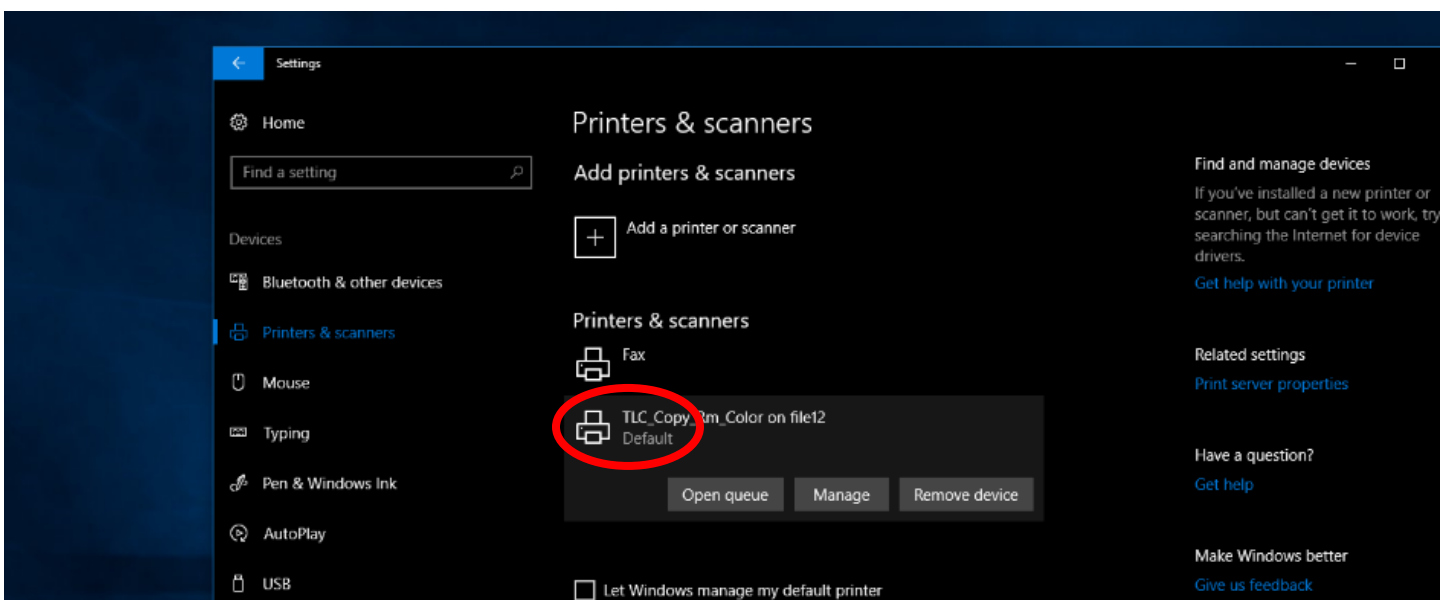 Settings
Home
Find a setting
Devices
Bluetooth & other devices
Printers & scanners
Mouse
Typing
Pen & Windows Ink
AutoPlay
USB
Printers & scanners
Add printers & scanners
Add a printer or scanner
Printers & scanners
Fax
TLC_Copy_Rm_Color on file12
Default
Open queue Manage Remove device
Let Windows manage my default printer
Find and manage devices
If you've installed a new printer or
scanner, but can't get it to work, try
searching the Internet for device
drivers.
Get help with your printer
Related settings
Print server properties
Have a question?
Get help
Make Windows better
Give us feedback